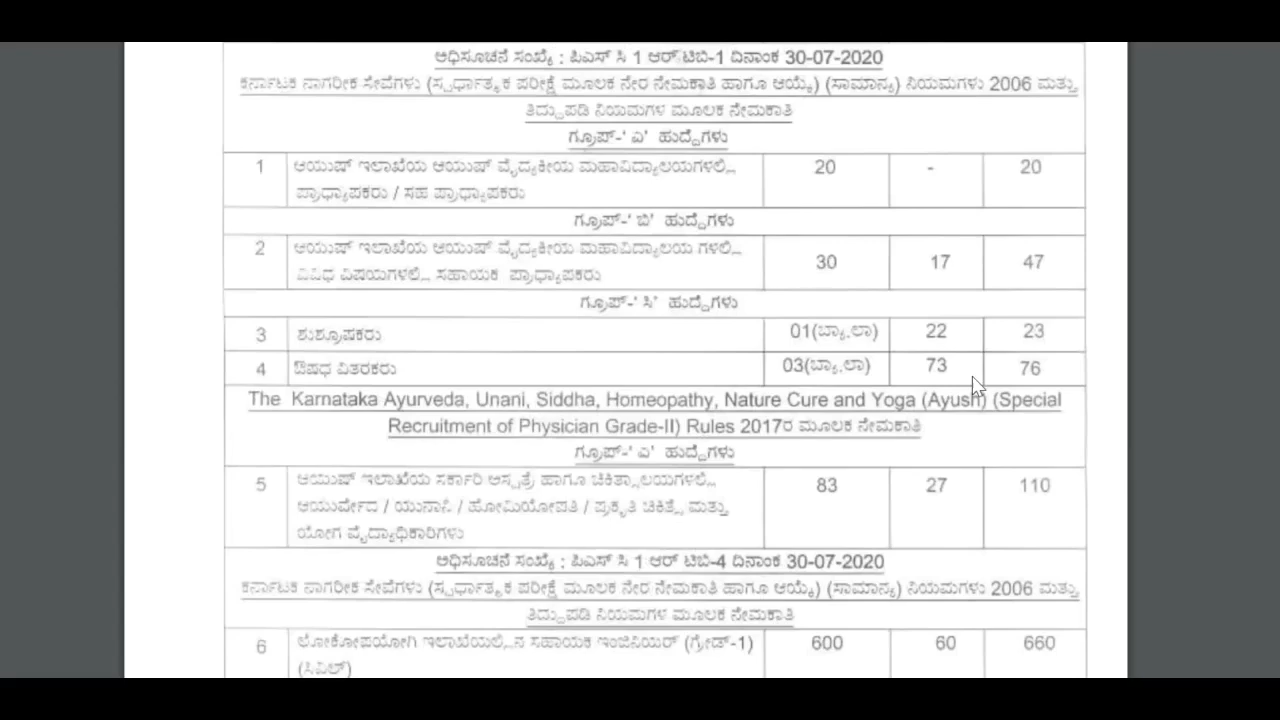 ಅಧಿಸೂಚನೆ ಸಂಖ್ಯೆ : ಪಿಎಸ್ ಸಿ 1 ಆರ್ ಟಿಬಿ-1 ದಿನಾಂಕ 30-07-2020
ಕರ್ನಾಟಕ ನಾಗರೀಕ ಸೇವೆಗಳು (ಸ್ಪರ್ಧಾತ್ಮಕ ಪರೀಕ್ಷೆ ಮೂಲಕ ನೇರ ನೇಮಕಾತಿ ಹಾಗೂ ಆಯ್ಕೆ) (ಸಾಮಾನ್ಯ) ನಿಯಮಗಳು 2006 ಮತ್ತು
ತಿದ್ದುಪಡಿ ನಿಯಮಗಳ ಮೂಲಕ ನೇಮಕಾತಿ
ಗ್ರೂಪ್-‘ ಎ’ ಹುದ್ದೆಗಳು
1 ಆಯುಷ್ ಇಲಾಖೆಯ ಆಯುಷ್ ವೈದ್ಯಕೀಯ ಮಹಾವಿದ್ಯಾಲಯಗಳಲ್ಲಿ 20 - 20
ಪ್ರಾಧ್ಯಾಪಕರು / ಸಹ ಪ್ರಾಧ್ಯಾಪಕರು
ಗ್ರೂಪ್-‘ ಬಿ’ ಹುದ್ದೆಗಳು
2 ಆಯುಷ್ ಇಲಾಖೆಯ ಆಯುಷ್ ವೈದ್ಯಕೀಯ ಮಹಾವಿದ್ಯಾಲಯ ಗಳಲ್ಲಿ 30 17 47
ವಿವಿಧ ವಿಷಯಗಳಲ್ಲಿ ಸಹಾಯಕ ಪ್ರಾಧ್ಯಾಪಕರು
ಗ್ರೂಪ್-‘ ಸಿ’ ಹುದ್ದೆಗಳು
3 ಶುಶ್ರೂಷಕರು 01(ಬ್ಯಾ.ಲಾ) 22 23
4 ಔಷಧ ವಿತರಕರು 03(ಬ್ಯಾ.ಲಾ) 73 76
The Karnataka Ayurveda, Unani, Siddha, Homeopathy, Nature Cure and Yoga (Ayush) (Special
Recruitment of Physician Grade-II) Rules 2017ರ ಮೂಲಕ ನೇಮಕಾತಿ
ಗ್ರೂಪ್-‘ ಎ’ ಹುದ್ದೆಗಳು
5 ಆಯುಷ್ ಇಲಾಖೆಯ ಸರ್ಕಾರಿ ಆಸ್ಪತ್ರೆ ಹಾಗೂ ಚಿಕಿತ್ಸಾಲಯಗಳಲ್ಲಿ 83 27 110
ಆಯುರ್ವೇದ / ಯುನಾನಿ / ಹೋಮಿಯೋಪತಿ / ಪ್ರಕೃತಿ ಚಿಕಿತ್ಸೆ ಮತ್ತು
ಯೋಗ ವೈದ್ಯಾಧಿಕಾರಿಗಳು
ಅಧಿಸೂಚನೆ ಸಂಖ್ಯೆ : ಪಿಎಸ್ ಸಿ 1 ಆರ್ ಟಿಬಿ-4 ದಿನಾಂಕ 30-07-2020
ಕರ್ನಾಟಕ ನಾಗರೀಕ ಸೇವೆಗಳು (ಸ್ಪರ್ಧಾತ್ಮಕ ಪರೀಕ್ಷೆ ಮೂಲಕ ನೇರ ನೇಮಕಾತಿ ಹಾಗೂ ಆಯ್ಕೆ) (ಸಾಮಾನ್ಯ) ನಿಯಮಗಳು 2006 ಮತ್ತು
ತಿದ್ದುಪಡಿ ನಿಯಮಗಳ ಮೂಲಕ ನೇಮಕಾತಿ
6 ಲೋಕೋಪಯೋಗಿ ಇಲಾಖೆಯಲ್ಲಿನ ಸಹಾಯಕ ಇಂಜಿನಿಯರ್ (ಗ್ರೇಡ್-1) 600 60 660
(ಸಿವಿಲ್)